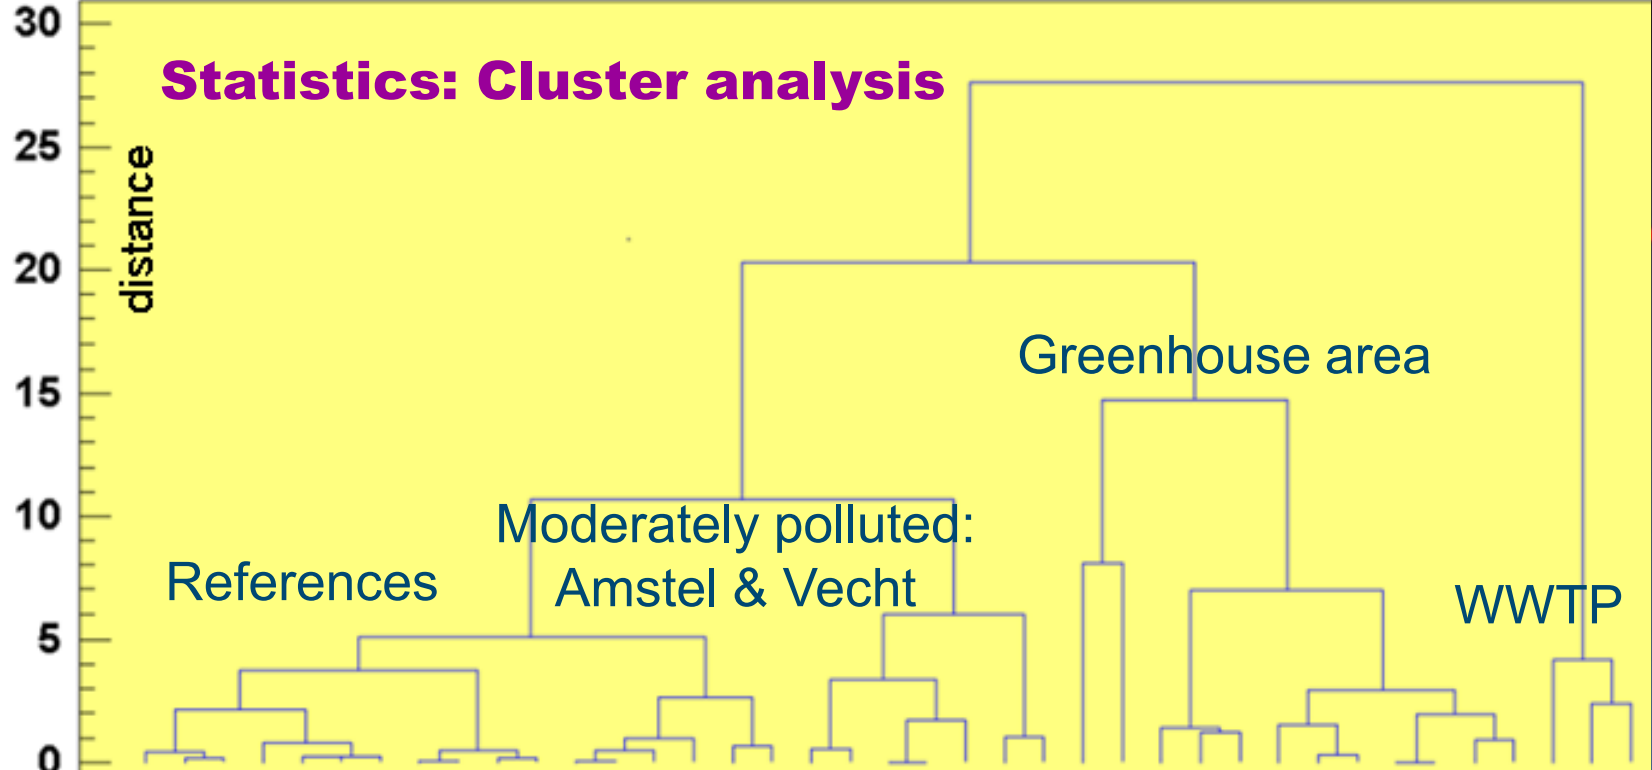 30
Statistics: Cluster analysis
25
distance
20
Greenhouse area
15
10
Moderately polluted:
References
Amstel & Vecht
WWTP
5
0